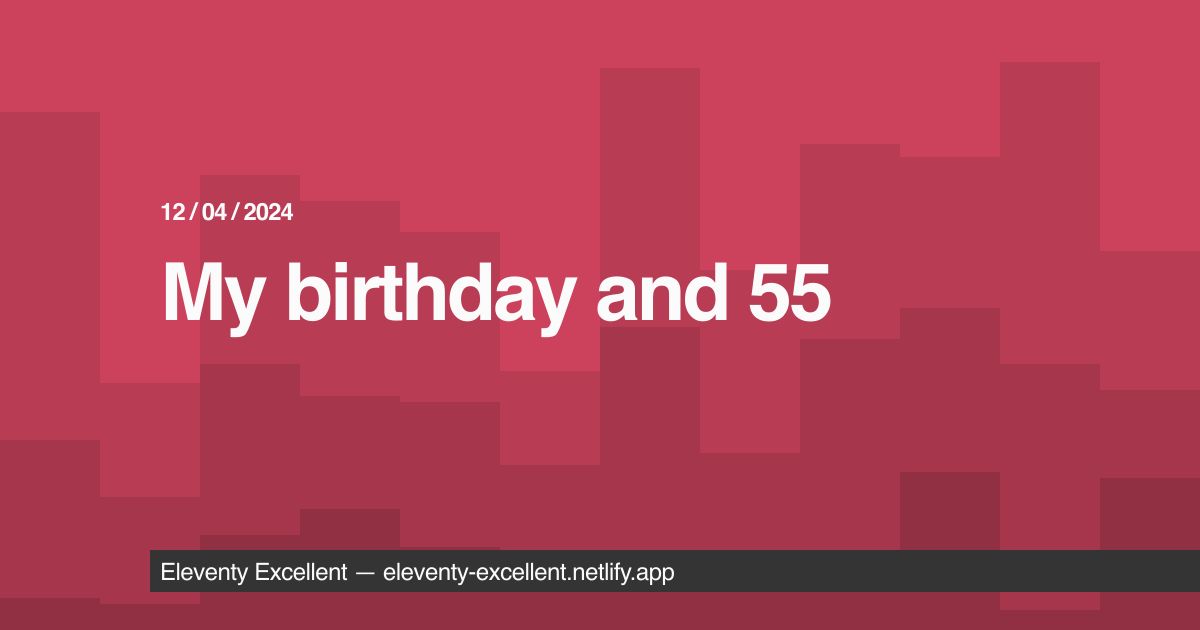 12 / 04 / 2024
My birthday and 55
Eleventy Excellent — eleventy-excellent.netlify.app